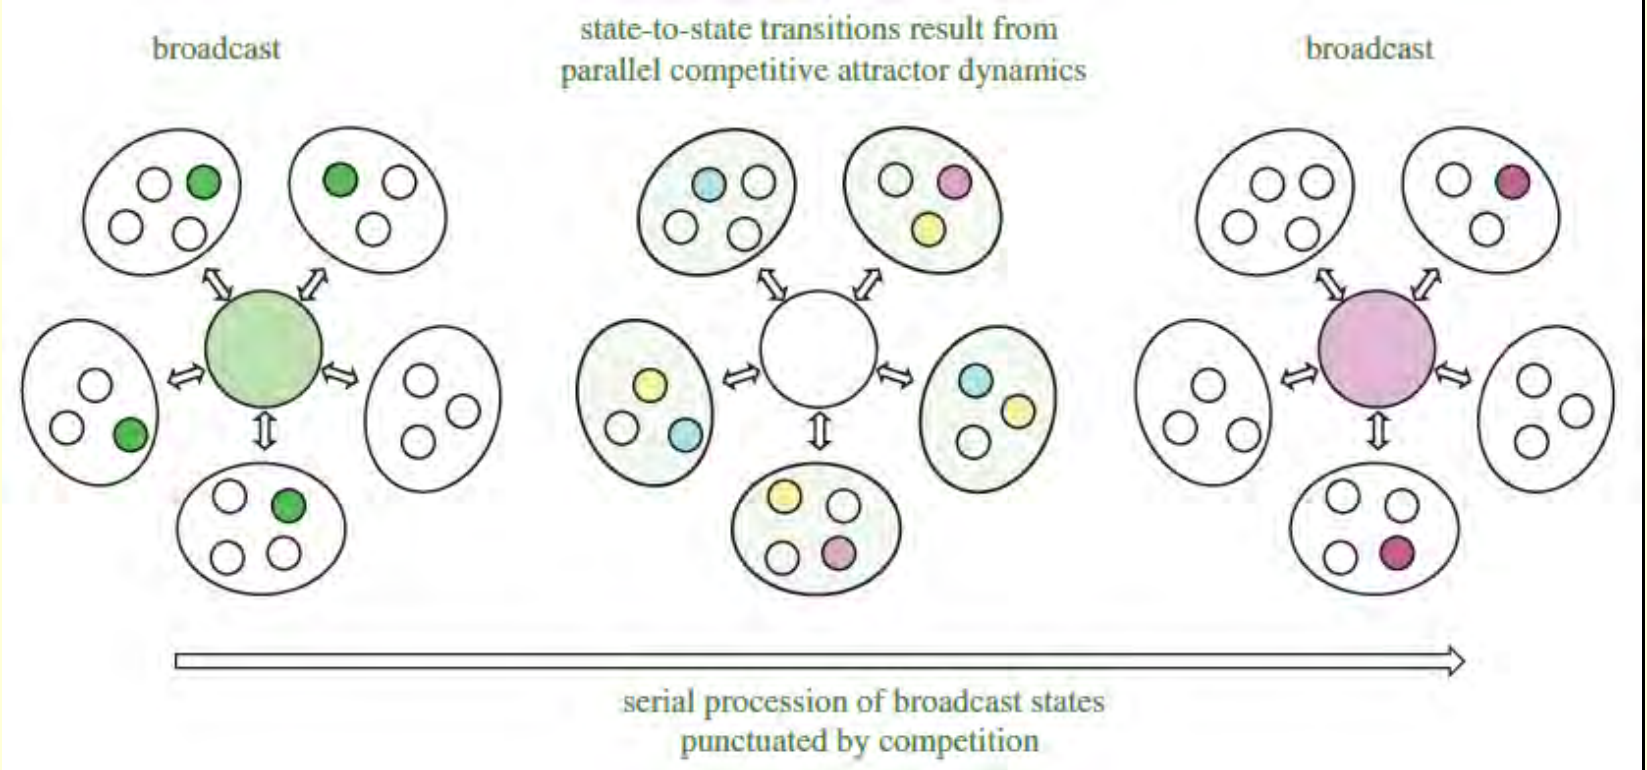 broadcast
state-to-state transitions result from
parallel competitive attractor dynamics
broadcast
serial procession of broadcast states
punctuated by competition